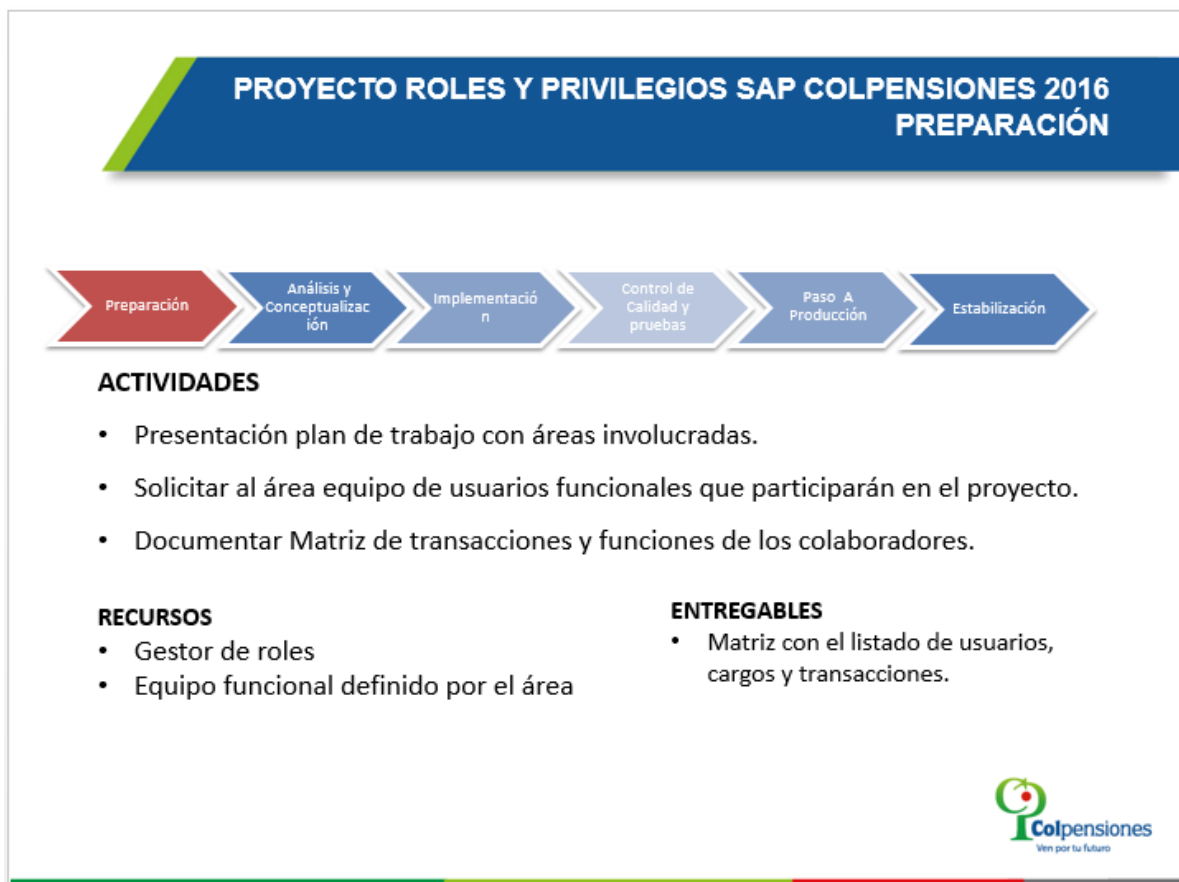 PROYECTO ROLES Y PRIVILEGIOS SAP COLPENSIONES 2016
PREPARACIÓN
Preparación
Análisis y
Conceptualizac
ión
Implementació
n
Control de
Calidad y
pruebas
Paso A
Producción
Estabilización
ACTIVIDADES
• Presentación plan de trabajo con áreas involucradas.
• Solicitar al área equipo de usuarios funcionales que participarán en el proyecto.
• Documentar Matriz de transacciones y funciones de los colaboradores.
RECURSOS
• Gestor de roles
• Equipo funcional definido por el área
ENTREGABLES
• Matriz con el listado de usuarios,
cargos y transacciones.
Colpensiones
Ven por tu futuro